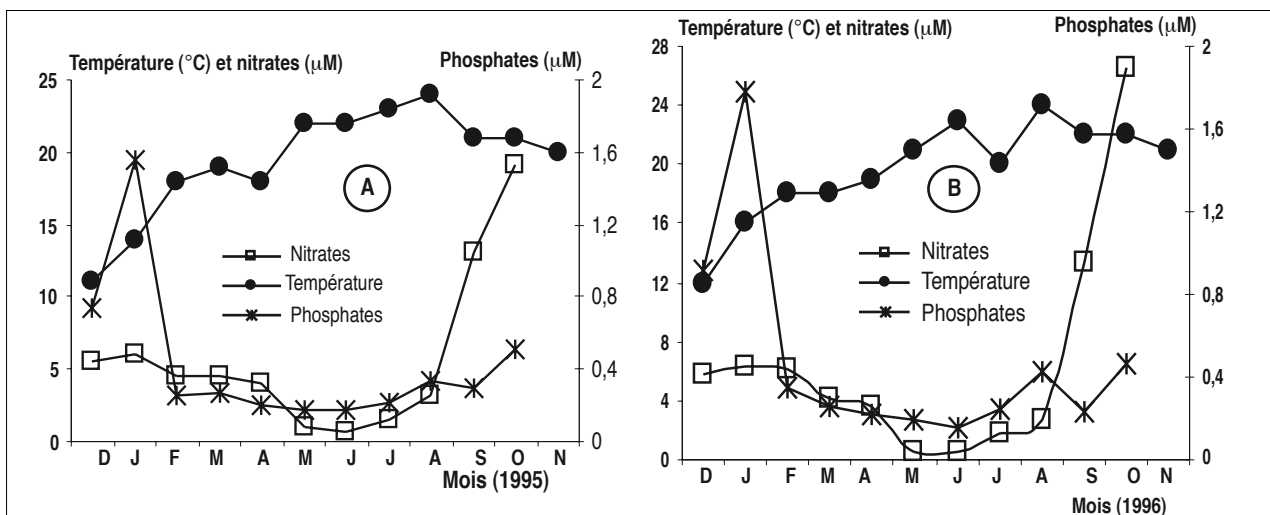 Température (°C) et nitrates (μM)
Phosphates (μM)
25
20
15
10
5
0
2
1,6
1,2
0,8
0,4
0
A
Nitrates
Température
Phosphates
D J F M A M J J A S O N
Mois (1995)
Température (°C) et nitrates (μM)
Phosphates (μM)
28
24
20
16
12
8
4
0
2
1,6
1,2
0,8
0,4
0
B
Nitrates
Température
Phosphates
D J F M A M J J A S O N
Mois (1996)